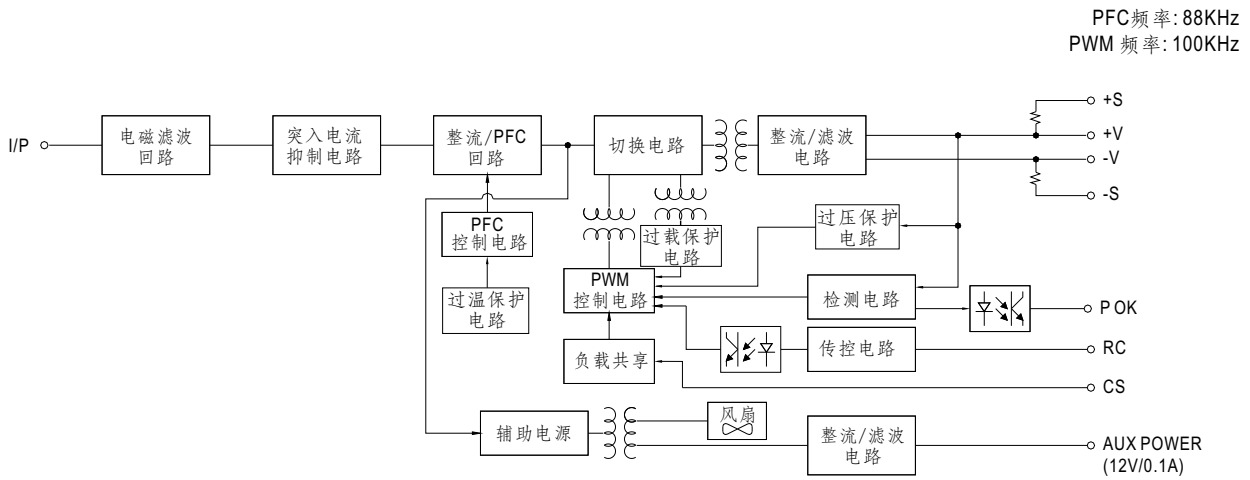 PFC频率: 88KHz
PWM 频率: 100KHz
I/P
电磁滤波
回路
突入电流
抑制电路
整流/PFC
回路
切换电路
整流/滤波
电路
+S
+V
-V
-S
PFC
控制电路
过载保护
电路
过压保护
电路
过温保护
电路
PWM
控制电路
检测电路
P OK
负载共享
传控电路
RC
CS
辅助电源
风扇
整流/滤波
电路
AUX POWER
(12V/0.1A)